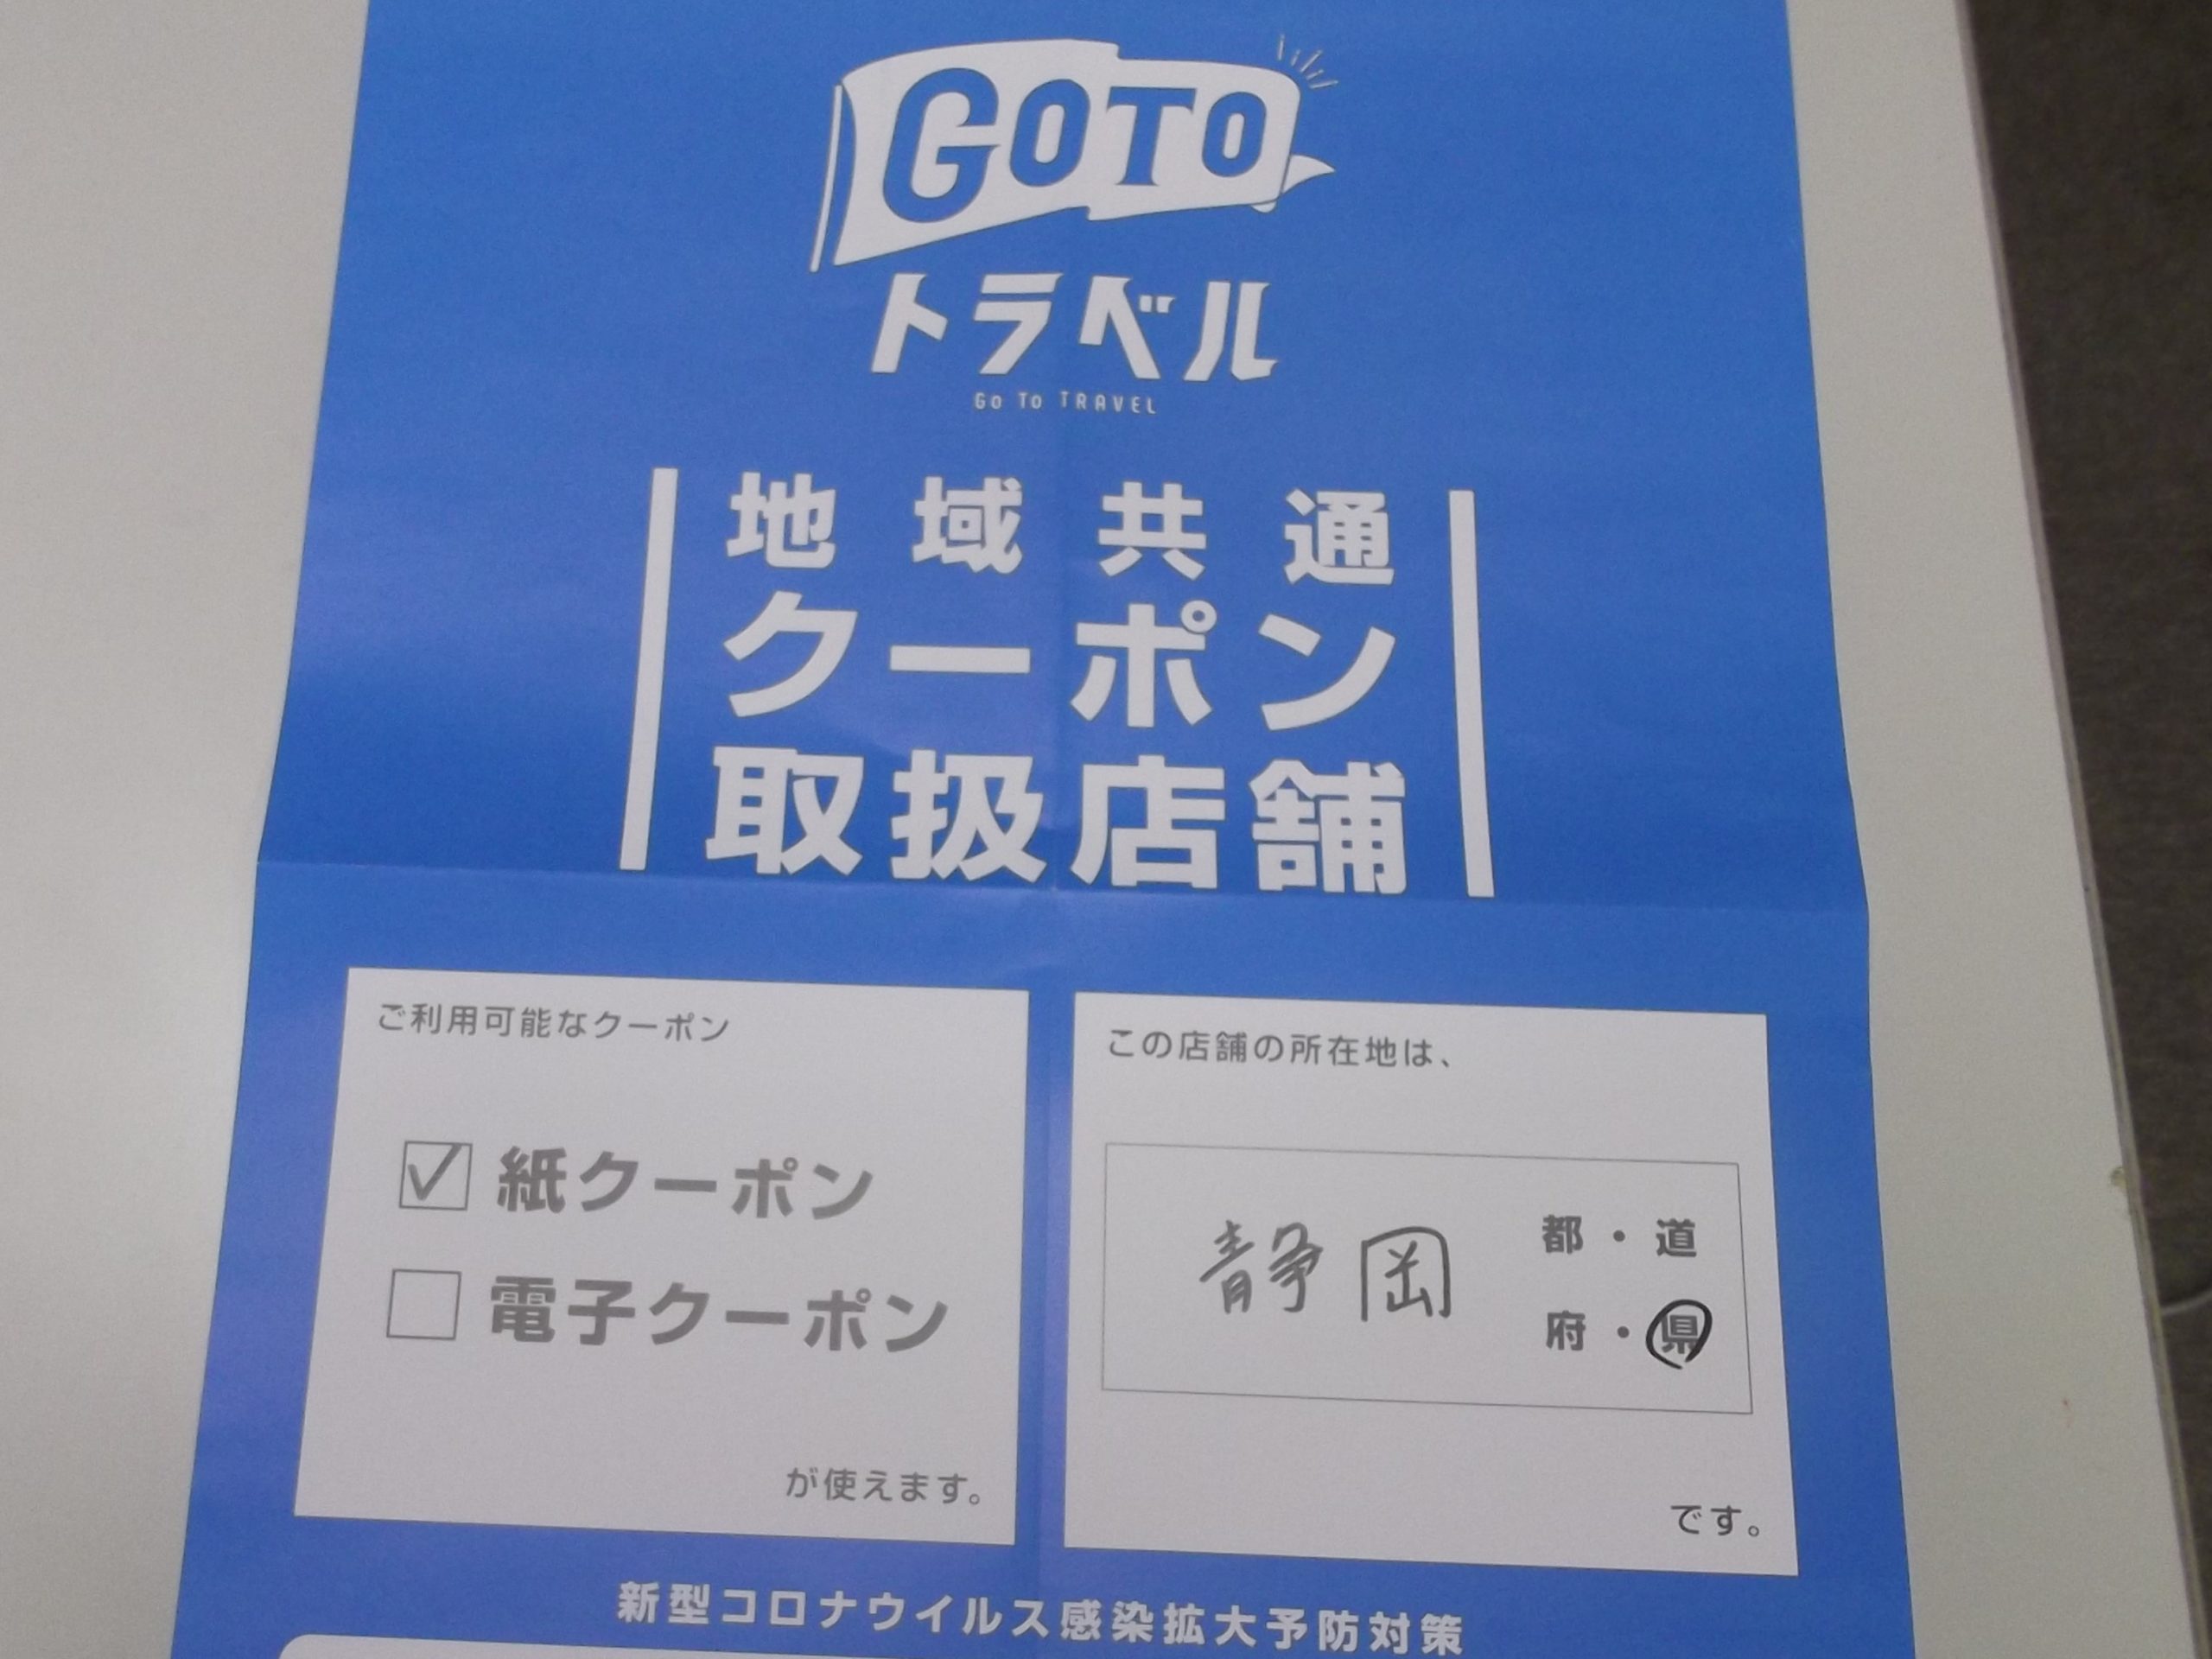 GOTO
トラベル
GO TO TRAVEL
地域共通
クーポン
取扱店舗
ご利用可能なクーポン
紙クーポン
電子クーポン
が使えます。
この店舗の所在地は、
静岡
都・道
府・県
です。
新型コロナウイルス感染拡大予防対策